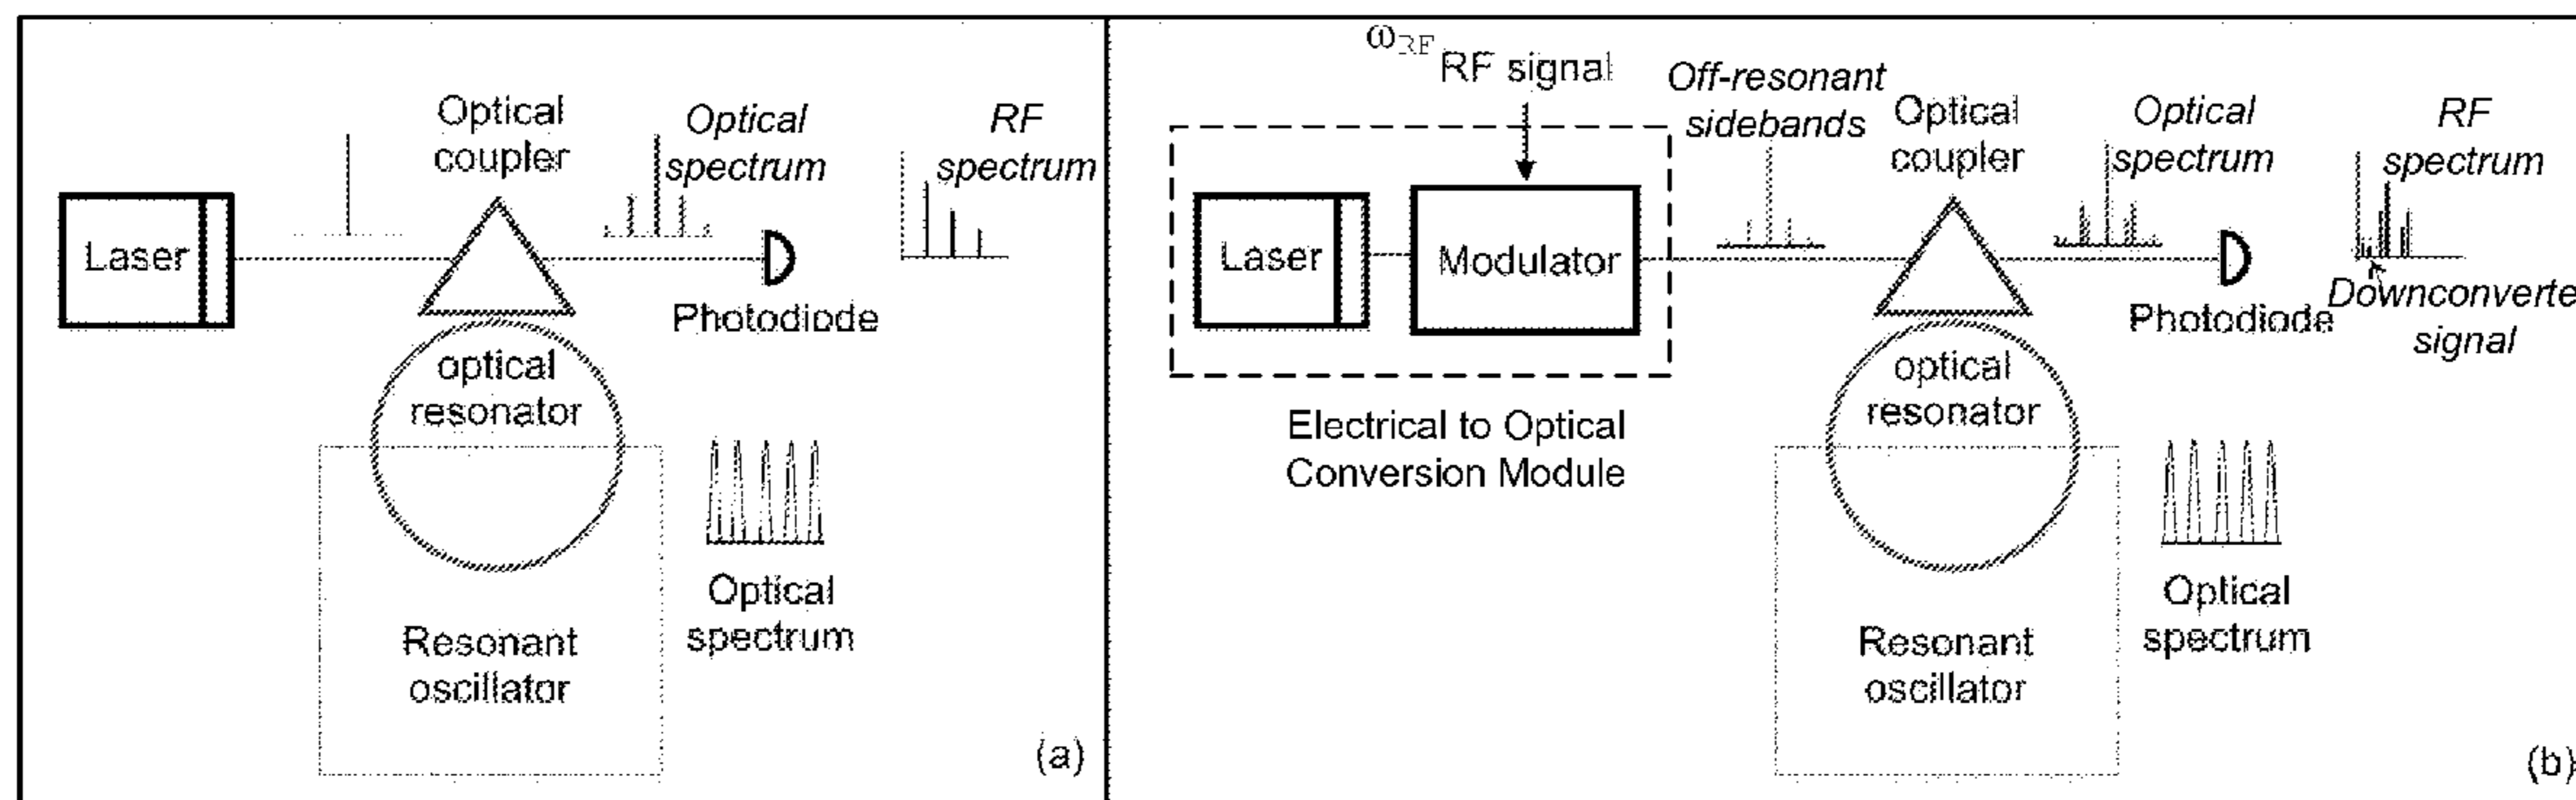 Optical
coupler
Optical
spectrum
RF
spectrum
Laser
Photodiode
optical
resonator
Optical
spectrum
Resonant
oscillator
(a)
ωRF
RF signal
Off-resonant
sidebands
Optical
coupler
Optical
spectrum
RF
spectrum
Laser
Modulator
Downconverte
signal
Photodiode
optical
resonator
Electrical to Optical
Conversion Module
Optical
spectrum
Resonant
oscillator
(b)